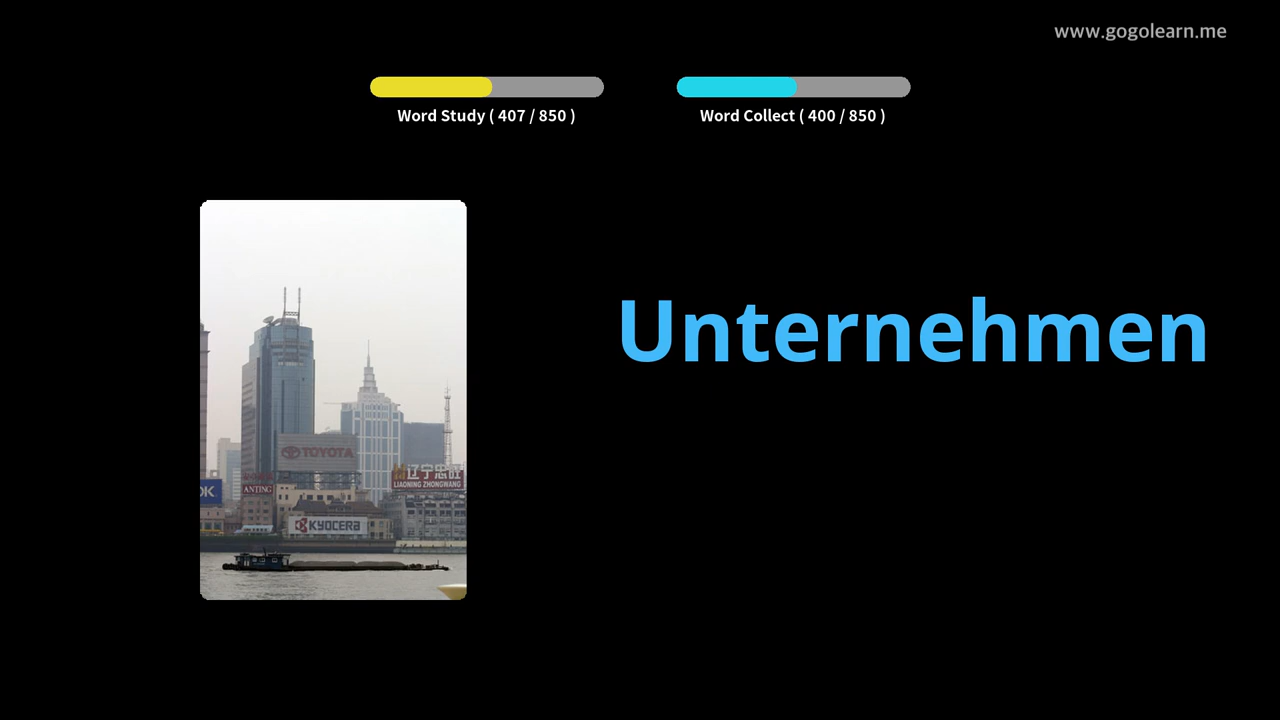 www.gogolearn.me
Word Study ( 407 / 850 )
Word Collect ( 400 / 850 )
Unternehmen
TOYOTA
辽宁忠旺
LIAONING ZHONGWANG
OK
ANTING
KYOCERA